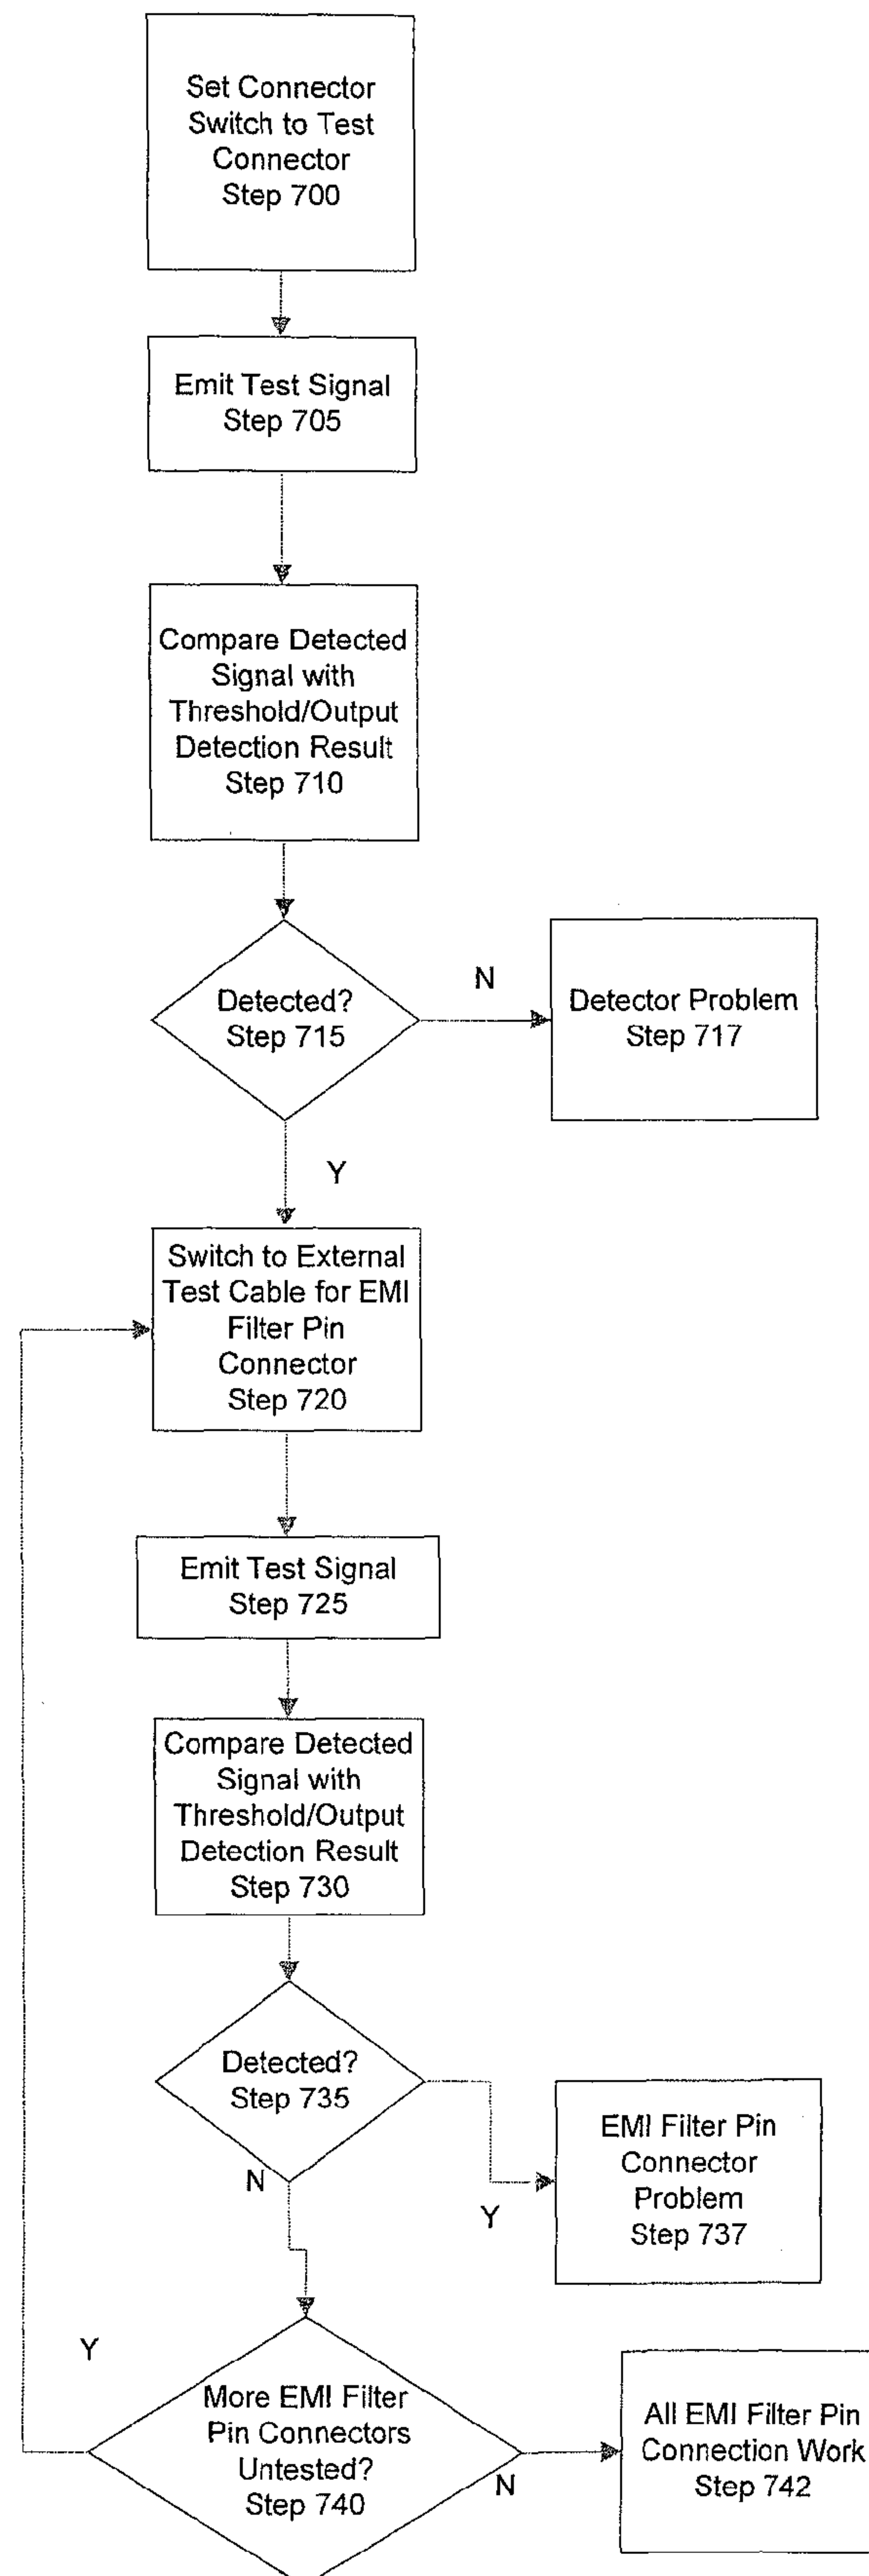 Set Connector
Switch to Test
Connector
Step 700
Emit Test Signal
Step 705
Compare Detected
Signal with
Threshold/Output
Detection Result
Step 710
Detected?
Step 715
N
Detector Problem
Step 717
Y
Switch to External
Test Cable for EMI
Filter Pin
Connector
Step 720
Emit Test Signal
Step 725
Compare Detected
Signal with
Threshold/Output
Detection Result
Step 730
Detected?
Step 735
N
Y
EMI Filter Pin
Connector
Problem
Step 737
Y
More EMI Filter
Pin Connectors
Untested?
Step 740
N
All EMI Filter Pin
Connection Work
Step 742